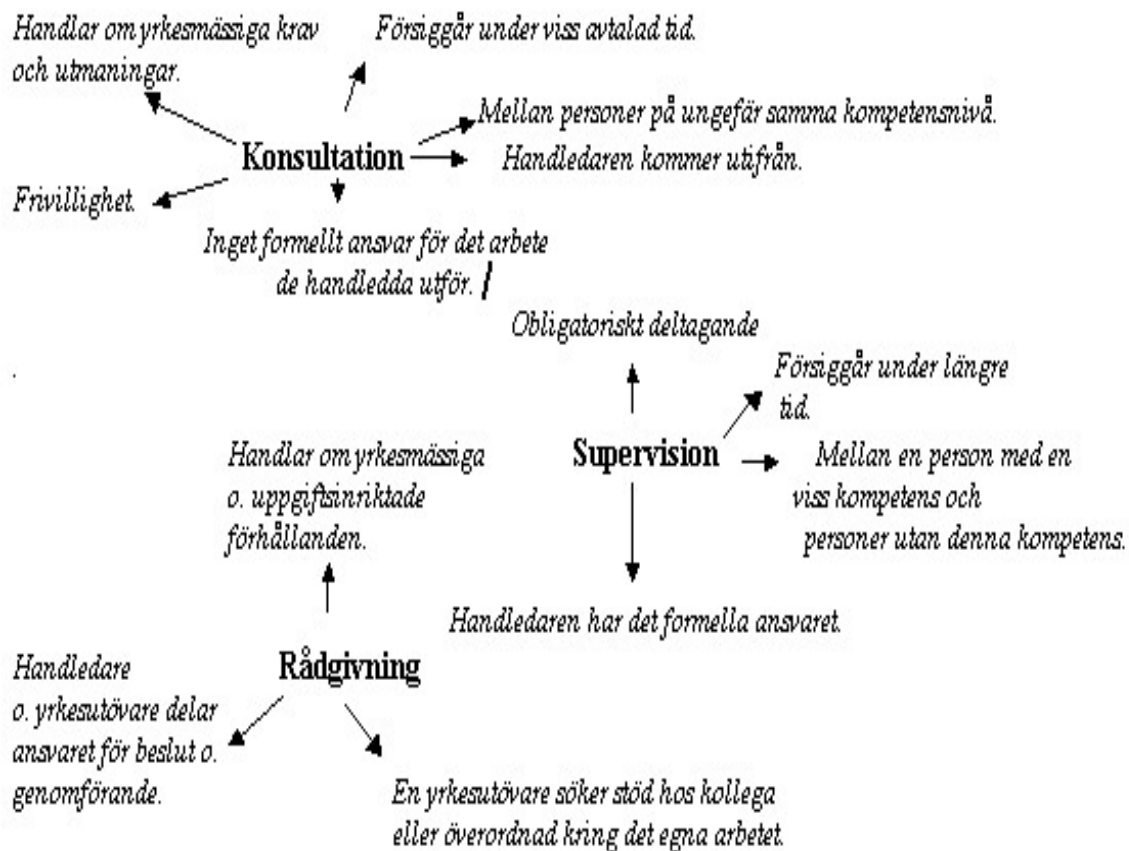 Handlar om yrkesmässiga krav
och utmaningar.
Försiggår under viss avtalad tid.
Mellan personer på ungefär samma kompetensnivå.
Konsultation
Handledaren kommer utifrån.
Frivillighet.
Inget formellt ansvar för det arbete
de handledda utför.
Obligatoriskt deltagande
Försiggår under längre
tid.
Supervision
Mellan en person med en
viss kompetens och
personer utan denna kompetens.
Handlar om yrkesmässiga
o. uppgiftsinriktade
förhållanden.
Handledaren har det formella ansvaret.
Rådgivning
Handledare
o. yrkesutövare delar
ansvaret för beslut o.
genomförande.
En yrkesutövare söker stöd hos kollega
eller överordnad kring det egna arbetet.